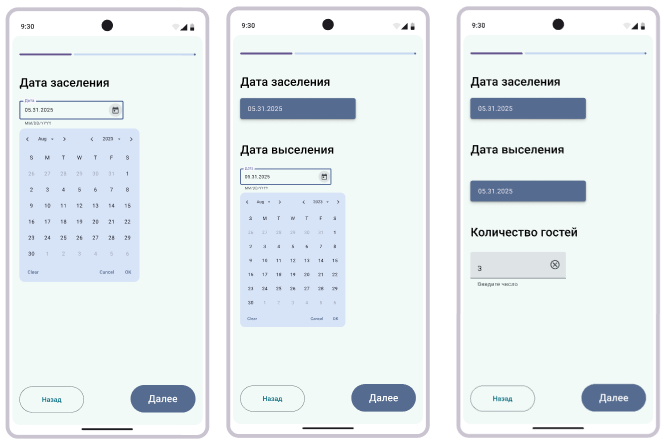 9:30
Дата заселения
Дата
05.31.2025
MM/DD/YYYY
Aug 2025
S M T W T F S
26 27 28 29 30 31 1
2 3 4 5 6 7 8
9 10 11 12 13 14 15
16 17 18 19 20 21 22
23 24 25 26 27 28 29
30 1 2 3 4 5 6
Clear Cancel OK
Назад Далее
9:30
Дата заселения
05.31.2025
Дата выселения
Дата
05.31.2025
MM/DD/YYYY
Aug 2025
S M T W T F S
26 27 28 29 30 31 1
2 3 4 5 6 7 8
9 10 11 12 13 14 15
16 17 18 19 20 21 22
23 24 25 26 27 28 29
30 1 2 3 4 5 6
Clear Cancel OK
Назад Далее
9:30
Дата заселения
05.31.2025
Дата выселения
05.31.2025
Количество гостей
3
Введите число
Назад Далее